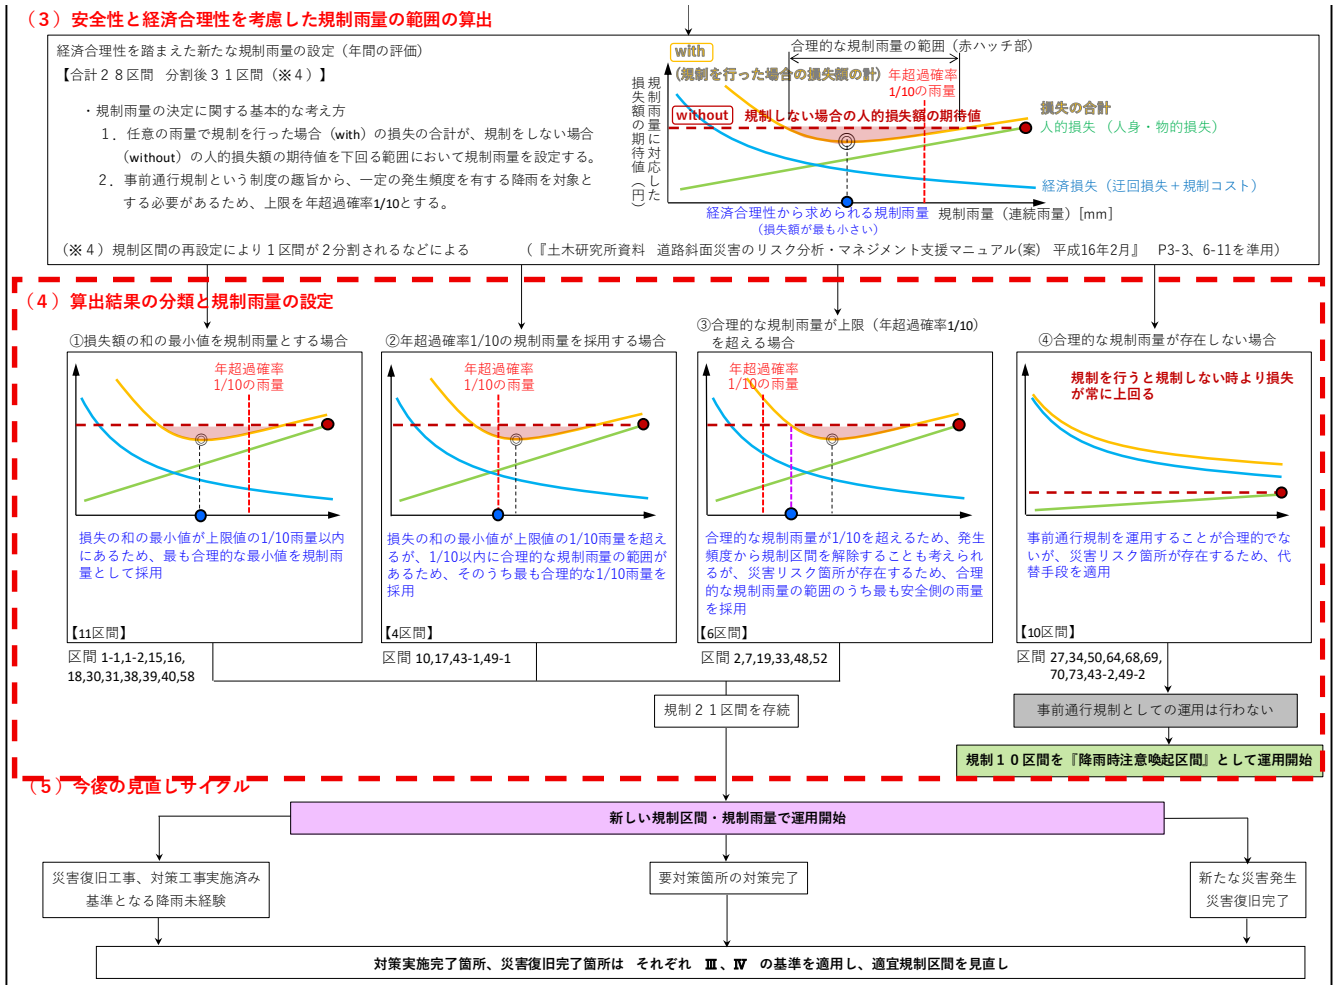 （３）安全性と経済合理性を考慮した規制雨量の範囲の算出
経済合理性を踏まえた新たな規制雨量の設定（年間の評価）
【合計２８区間　分割後３１区間（※４）】
・規制雨量の決定に関する基本的な考え方
１．任意の雨量で規制を行った場合（with）の損失の合計が、規制をしない場合
（without）の人的損失額の期待値を下回る範囲において規制雨量を設定する。
２．事前通行規制という制度の趣旨から、一定の発生頻度を有する降雨を対象と
する必要があるため、上限を年超過確率1/10とする。
（※４）規制区間の再設定により１区間が２分割されるなどによる
規制雨量に対応した
損失額の期待値（円）
with
（規制を行った場合の損失額の計）
合理的な規制雨量の範囲（赤ハッチ部）
年超過確率
1/10の雨量
without　規制しない場合の人的損失額の期待値
損失の合計
人的損失（人身・物的損失）
経済損失（迂回損失＋規制コスト）
経済合理性から求められる規制雨量
（損失額が最も小さい）
規制雨量（連続雨量）[mm]
（『土木研究所資料　道路斜面災害のリスク分析・マネジメント支援マニュアル(案)　平成16年2月』　P3-3、6-11を準用）
（４）算出結果の分類と規制雨量の設定
①損失額の和の最小値を規制雨量とする場合
年超過確率
1/10の雨量
損失の和の最小値が上限値の1/10雨量以内
にあるため、最も合理的な最小値を規制雨
量として採用
【11区間】
区間 1-1,1-2,15,16,
18,30,31,38,39,40,58
②年超過確率1/10の規制雨量を採用する場合
年超過確率
1/10の雨量
損失の和の最小値が上限値の1/10雨量を超え
るが、1/10以内に合理的な規制雨量の範囲が
あるため、そのうち最も合理的な1/10雨量を
採用
【4区間】
区間 10,17,43-1,49-1
③合理的な規制雨量が上限（年超過確率1/10）
を超える場合
年超過確率
1/10の雨量
合理的な規制雨量が1/10を超えるため、発生
頻度から規制区間を解除することも考えられ
るが、災害リスク箇所が存在するため、合理
的な規制雨量の範囲のうち最も安全側の雨量
を採用
【6区間】
区間 2,7,19,33,48,52
④合理的な規制雨量が存在しない場合
規制を行うと規制しない時より損失
が常に上回る
事前通行規制を運用することが合理的でな
いが、災害リスク箇所が存在するため、代
替手段を適用
【10区間】
区間 27,34,50,64,68,69,
70,73,43-2,49-2
規制２１区間を存続
事前通行規制としての運用は行わない
規制１０区間を『降雨時注意喚起区間』として運用開始
（５）今後の見直しサイクル
新しい規制区間・規制雨量で運用開始
災害復旧工事、対策工事実施済み
基準となる降雨未経験
要対策箇所の対策完了
新たな災害発生
災害復旧完了
対策実施完了箇所、災害復旧完了箇所は　それぞれ　Ⅲ、Ⅳ　の基準を適用し、適宜規制区間を見直し